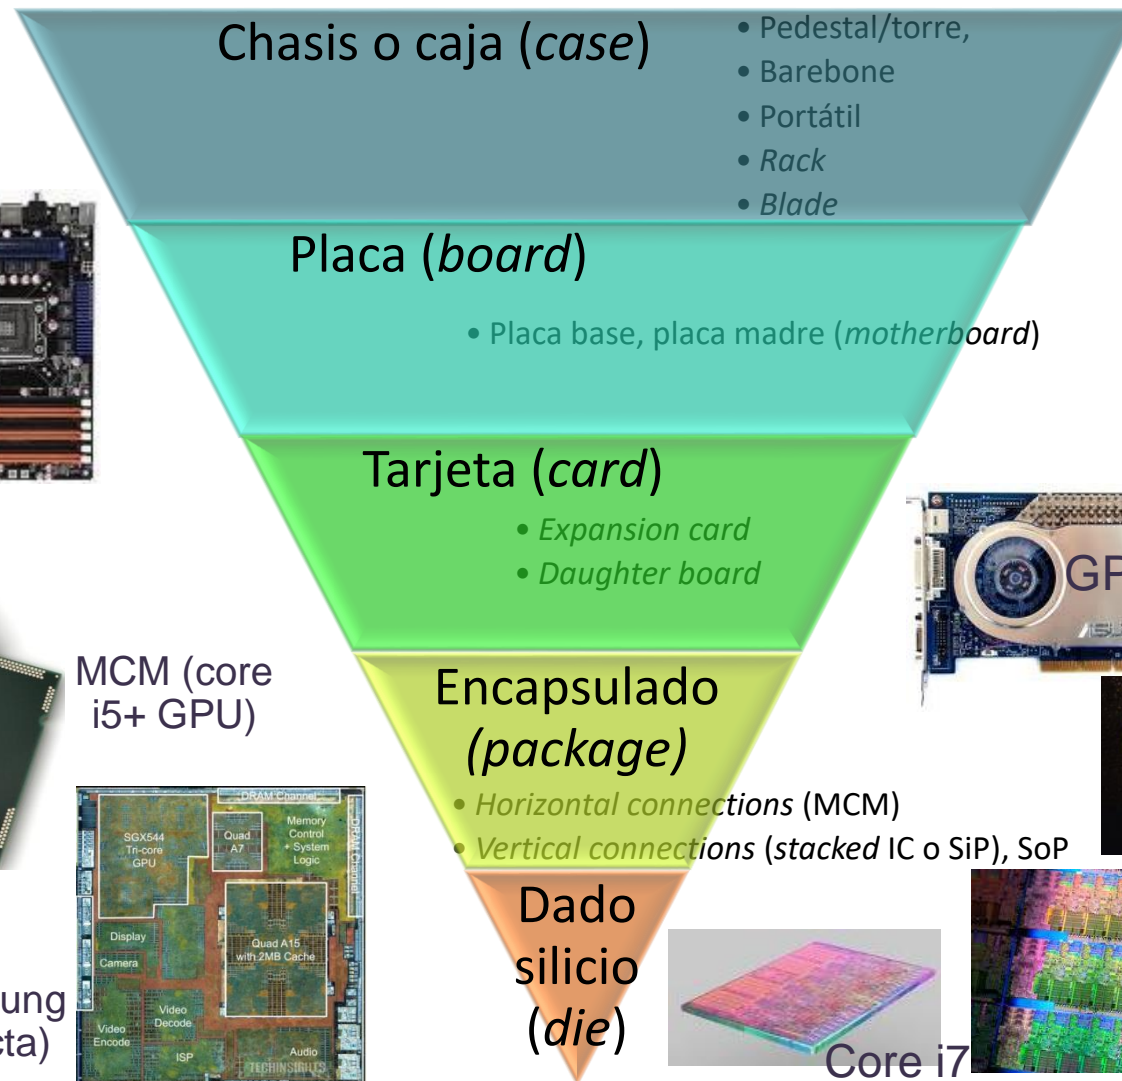 Chasis o caja (case)
• Pedestal/torre,
• Barebone
• Portátil
• Rack
• Blade
Placa (board)
• Placa base, placa madre (motherboard)
Tarjeta (card)
• Expansion card
• Daughter board
GP
MCM (core
i5+ GPU)
Encapsulado
(package)
• Horizontal connections (MCM)
• Vertical connections (stacked IC o SiP), SoP
DRAM Channel
DRAM Channel
SGX544
Tri-core
GPU
Quad
A7
Memory
Control
+ System
Logic
Display
Camera
Quad A15
with 2MB Cache
Video
Decode
Video
Encode
ISP
Audio
TECHINSIGHTS
ung
cta)
Dado
silicio
(die)
Core i7